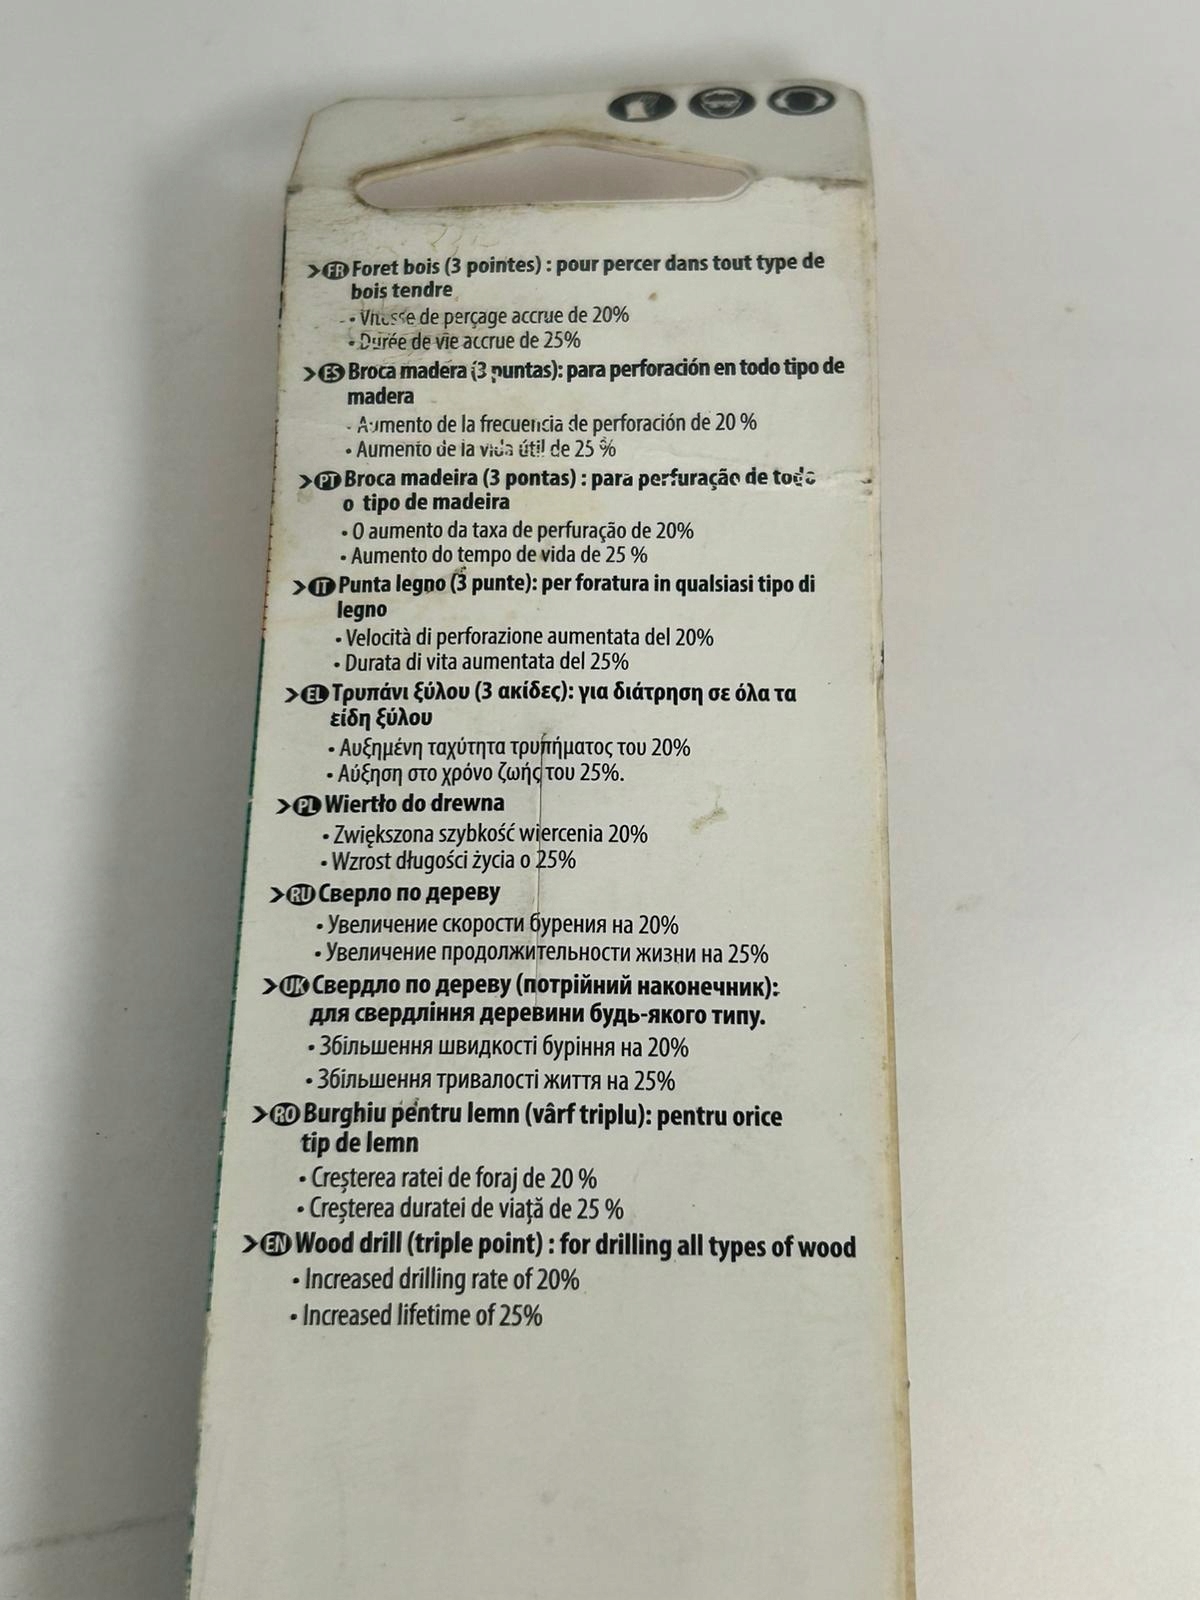 > FR Foret bois (3 pointes) : pour percer dans tout type de
bois tendre
• Vitesse de perçage accrue de 20%
• Durée de vie accrue de 25%
> ES Broca madera (3 puntas): para perforación en todo tipo de
madera
• Aumento de la frecuencia de perforación de 20 %
• Aumento de la vida útil de 25 %
> PT Broca madeira (3 pontas) : para perfuração de todo
o tipo de madeira
• O aumento da taxa de perfuração de 20%
• Aumento do tempo de vida de 25 %
> IT Punta legno (3 punte): per foratura in qualsiasi tipo di
legno
• Velocità di perforazione aumentata del 20%
• Durata di vita aumentata del 25%
> EL Τρυπάνι ξύλου (3 ακίδες): για διάτρηση σε όλα τα
είδη ξύλου
• Αυξημένη ταχύτητα τρυπήματος του 20%
• Αύξηση στο χρόνο ζωής του 25%.
> PL Wiertło do drewna
• Zwiększona szybkość wiercenia 20%
• Wzrost długości życia o 25%
> RU Сверло по дереву
• Увеличение скорости бурения на 20%
• Увеличение продолжительности жизни на 25%
> UK Свердло по дереву (потрійний наконечник):
для свердління деревини будь-якого типу.
• Збільшення швидкості буріння на 20%
• Збільшення тривалості життя на 25%
> RO Burghiu pentru lemn (vârf triplu): pentru orice
tip de lemn
• Creșterea ratei de foraj de 20 %
• Creșterea duratei de viață de 25 %
> EN Wood drill (triple point) : for drilling all types of wood
• Increased drilling rate of 20%
• Increased lifetime of 25%